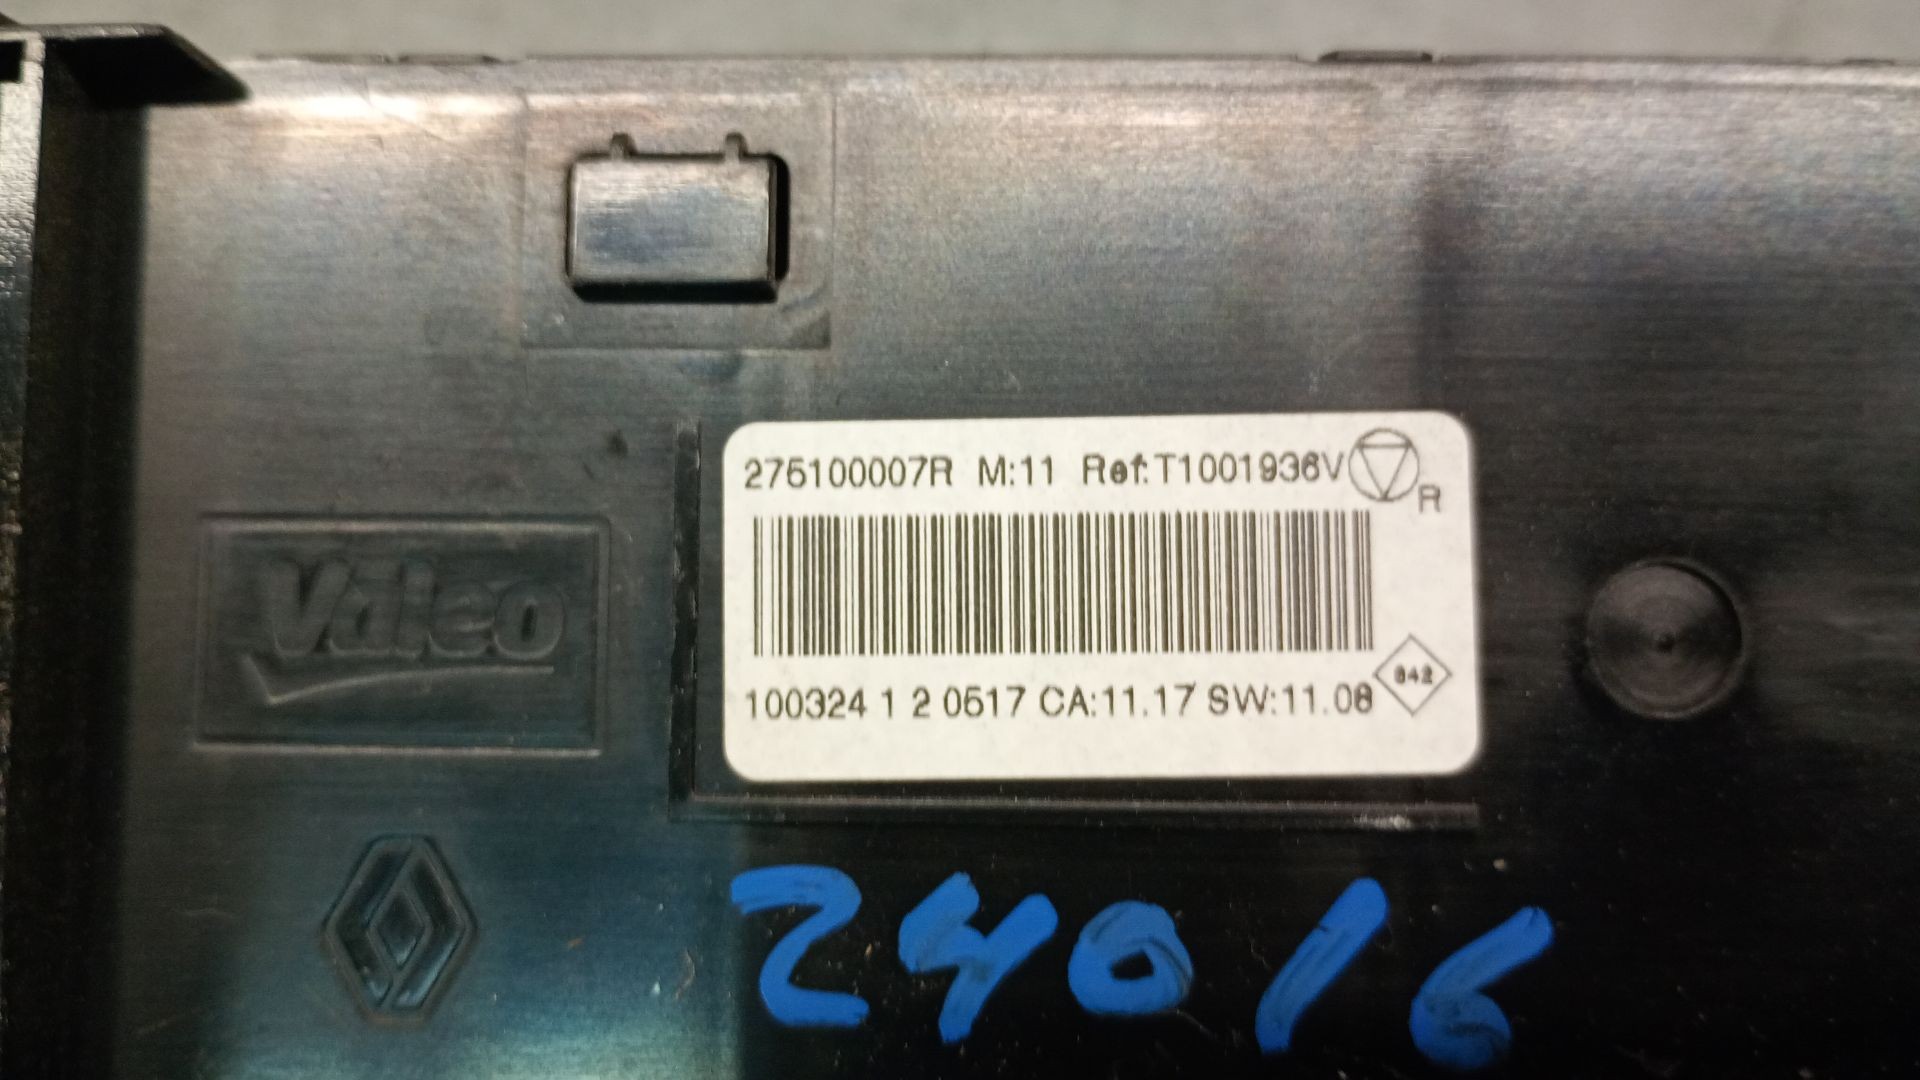 275100007R M:11 Ref:T1001936V
R
Valeo
842
100324 1 2 0517 CA:11.17 SW:11.08
24016